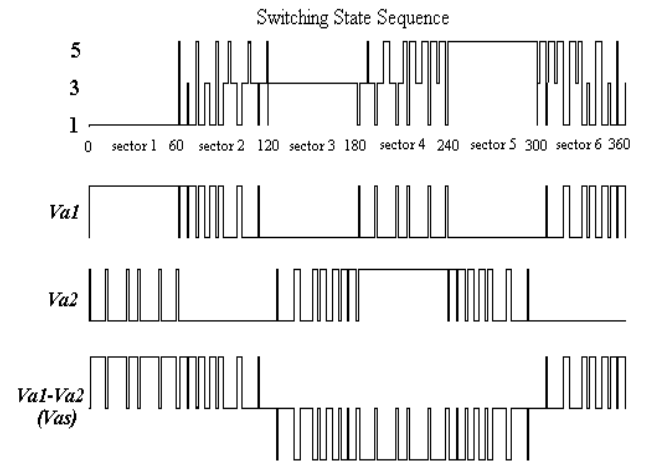 Switching State Sequence
5
3
1
0 sector 1 60 sector 2 120 sector 3 180 sector 4 240 sector 5 300 sector 6 360
Va1
Va2
Va1-Va2
(Vas)